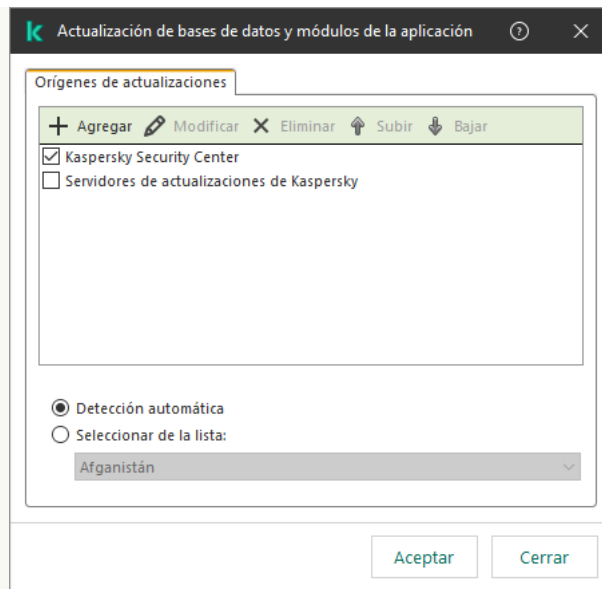 Actualización de bases de datos y módulos de la aplicación
Orígenes de actualizaciones
Agregar Modificar Eliminar Subir Bajar
Kaspersky Security Center
Servidores de actualizaciones de Kaspersky
Detección automática
Seleccionar de la lista:
Afganistán
Aceptar Cerrar